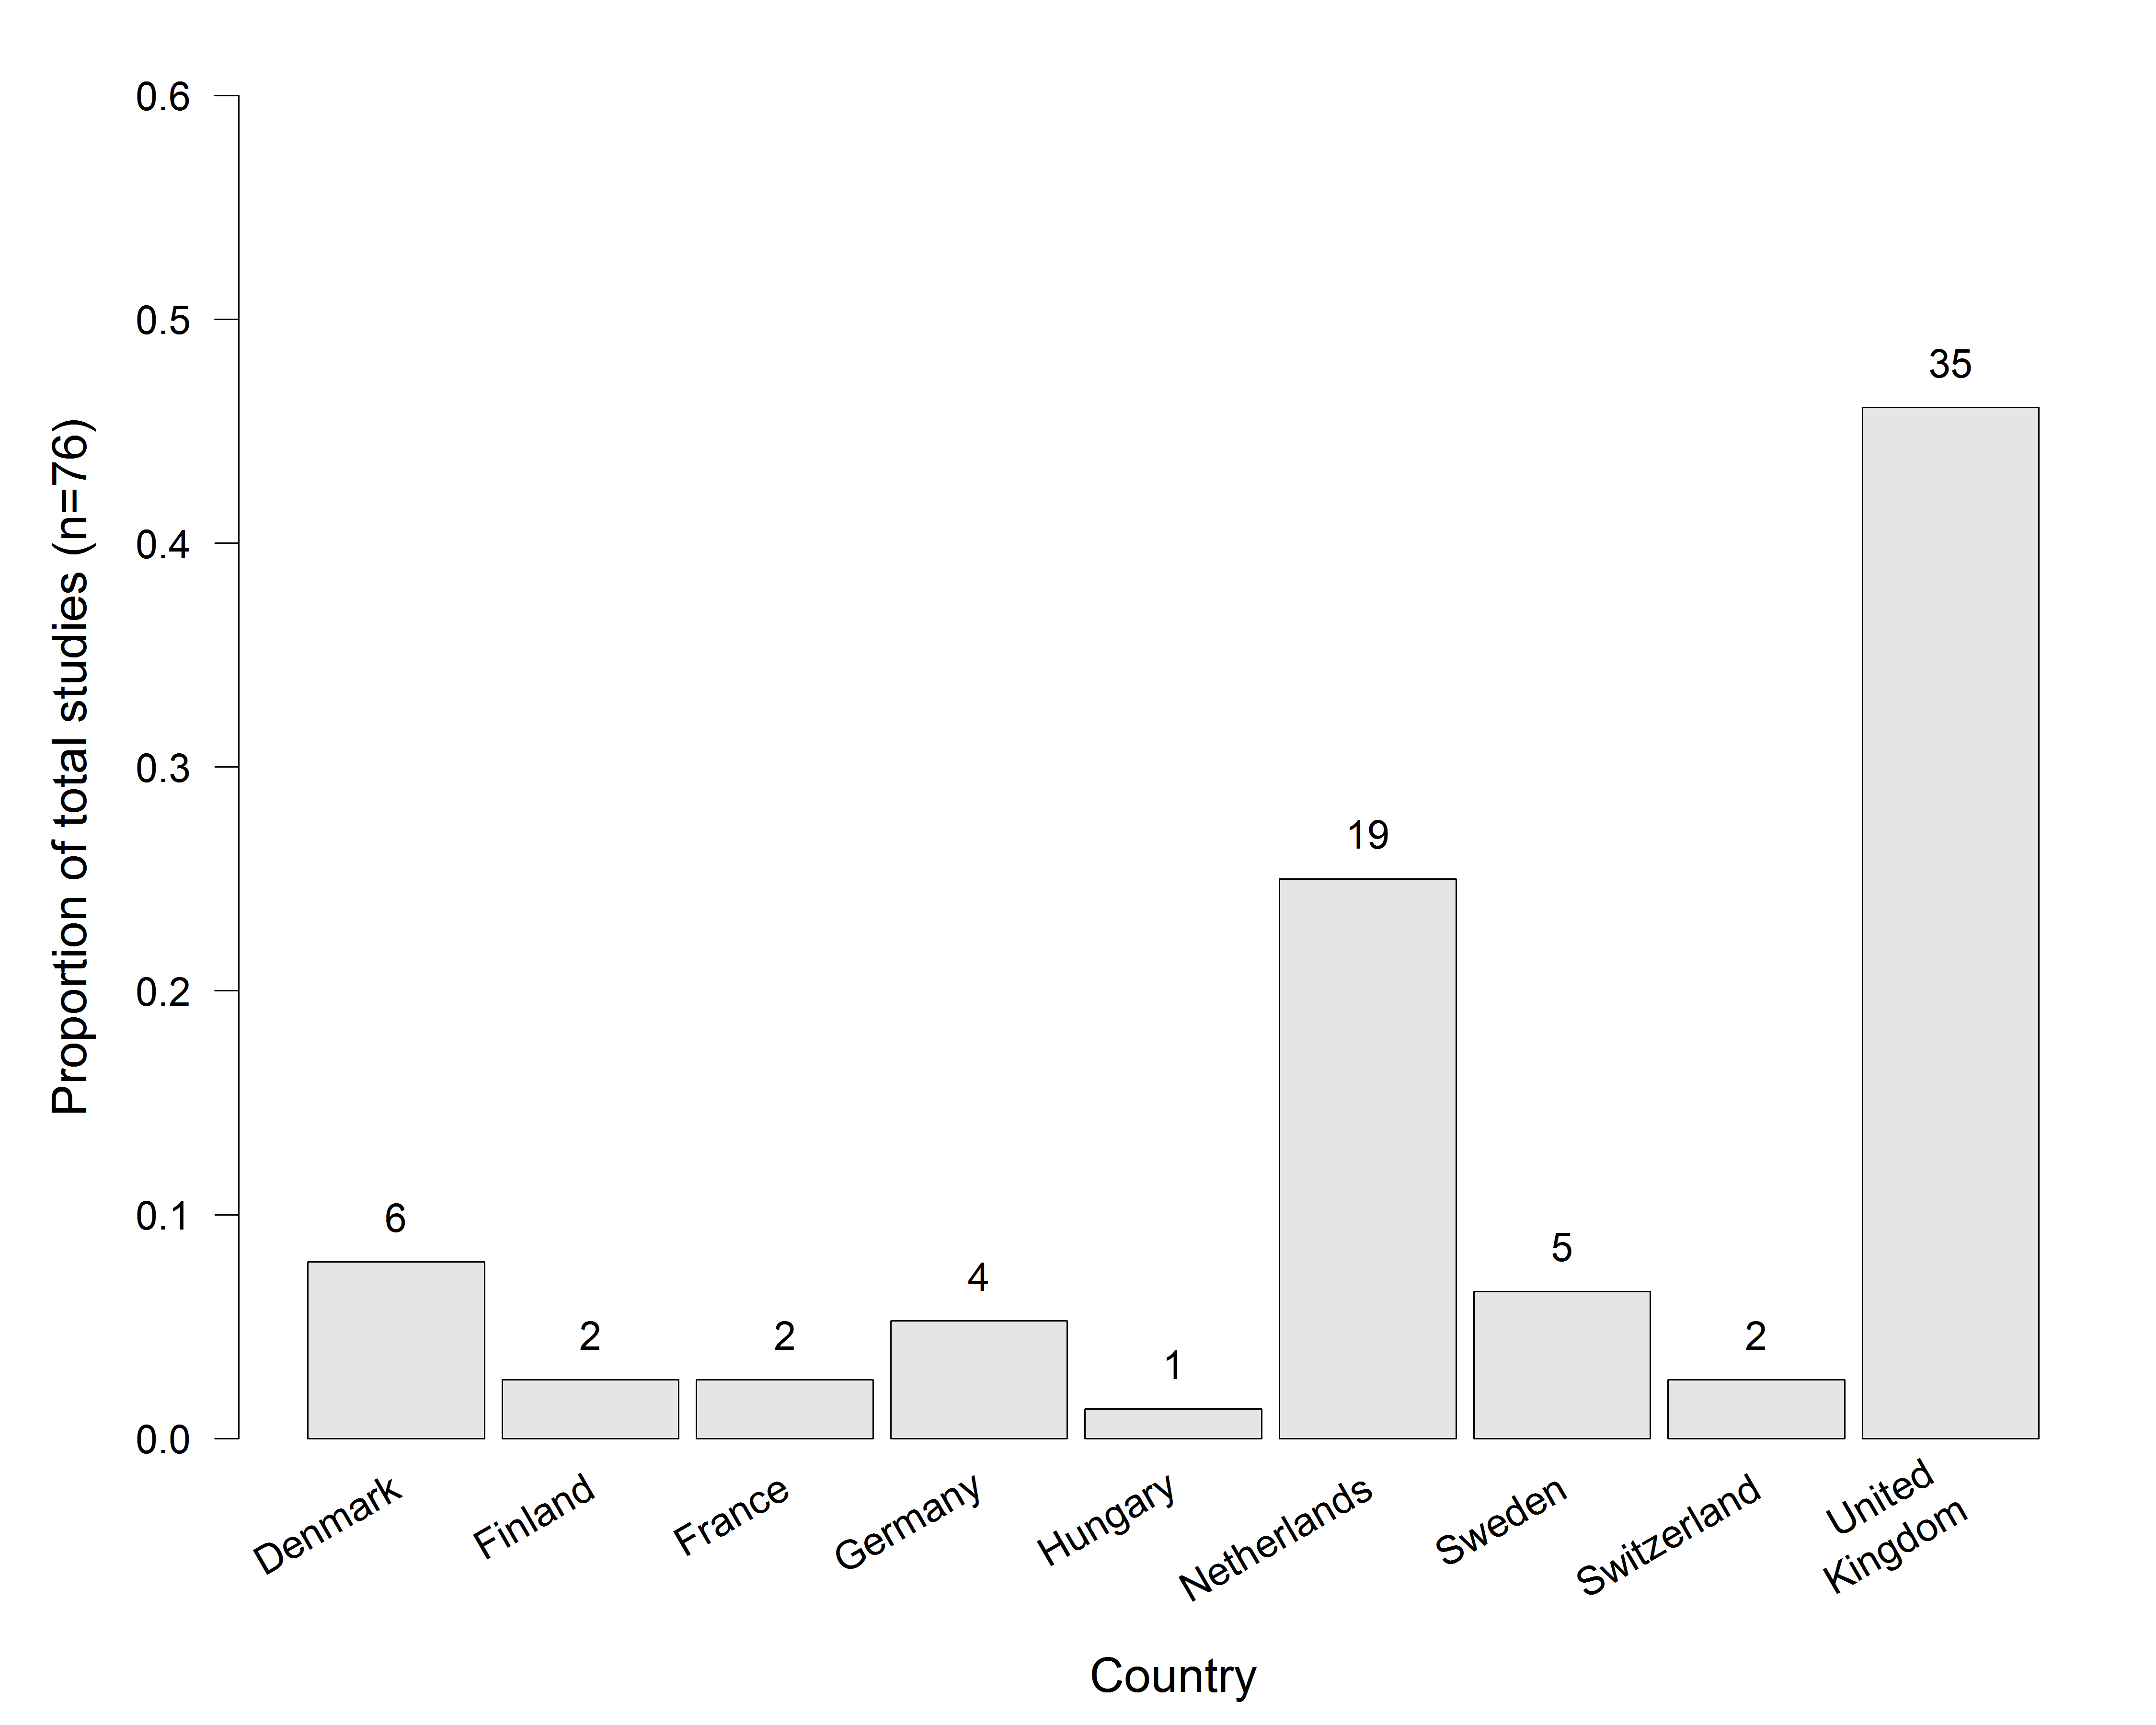 Proportion of total studies (n=76)
0.6
0.5
0.4
0.3
0.2
0.1
0.0
6
2
2
4
1
19
5
2
35
Denmark
Finland
France
Germany
Hungary
Netherlands
Sweden
Switzerland
United
Kingdom
Country